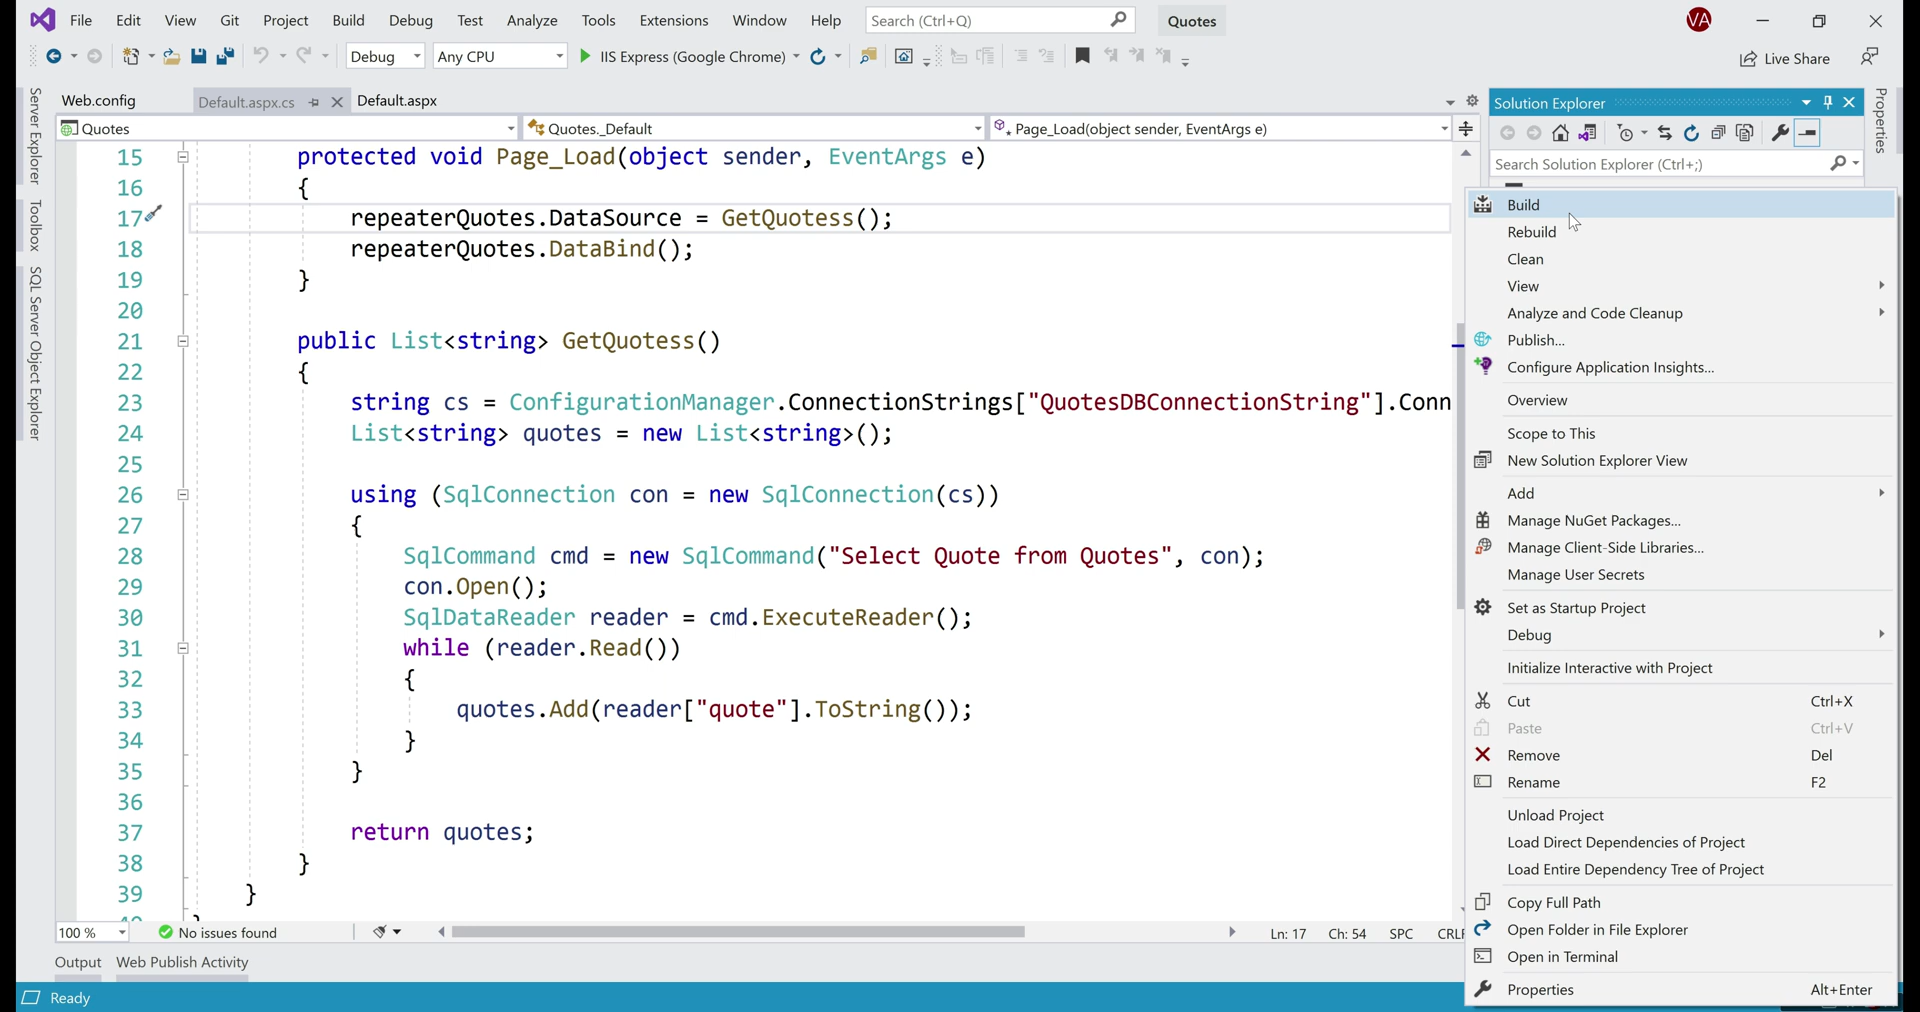 File Edit View Git Project Build Debug Test Analyze Tools Extensions Window Help Search (Ctrl+Q) Quotes VA
Debug Any CPU IIS Express (Google Chrome) Live Share
Web.config Default.aspx.cs Default.aspx
Quotes Quotes._Default Page_Load(object sender, EventArgs e)
15 protected void Page_Load(object sender, EventArgs e)
16 {
17 repeaterQuotes.DataSource = GetQuotess();
18 repeaterQuotes.DataBind();
19 }
20
21 public List<string> GetQuotess()
22 {
23 string cs = ConfigurationManager.ConnectionStrings["QuotesDBConnectionString"].Conn
24 List<string> quotes = new List<string>();
25
26 using (SqlConnection con = new SqlConnection(cs))
27 {
28 SqlCommand cmd = new SqlCommand("Select Quote from Quotes", con);
29 con.Open();
30 SqlDataReader reader = cmd.ExecuteReader();
31 while (reader.Read())
32 {
33 quotes.Add(reader["quote"].ToString());
34 }
35 }
36
37 return quotes;
38 }
39 }
100 % No issues found Ln: 17 Ch: 54 SPC CRLF
Output Web Publish Activity
Ready
Server Explorer
Toolbox
SQL Server Object Explorer
Solution Explorer
Search Solution Explorer (Ctrl+;)
Properties
Build
Rebuild
Clean
View
Analyze and Code Cleanup
Publish...
Configure Application Insights...
Overview
Scope to This
New Solution Explorer View
Add
Manage NuGet Packages...
Manage Client-Side Libraries...
Manage User Secrets
Set as Startup Project
Debug
Initialize Interactive with Project
Cut Ctrl+X
Paste Ctrl+V
Remove Del
Rename F2
Unload Project
Load Direct Dependencies of Project
Load Entire Dependency Tree of Project
Copy Full Path
Open Folder in File Explorer
Open in Terminal
Properties Alt+Enter